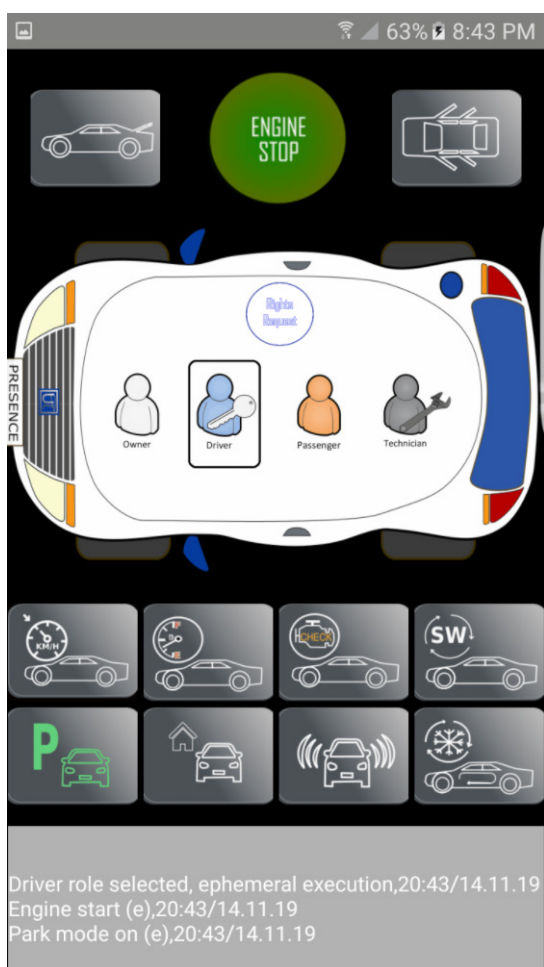 63% 8:43 PM
ENGINE
STOP
Rights
Request
PRESENCE
Owner
Driver
Passenger
Technician
KM/H
CHECK
SW
P
Driver role selected, ephemeral execution,20:43/14.11.19
Engine start (e),20:43/14.11.19
Park mode on (e),20:43/14.11.19